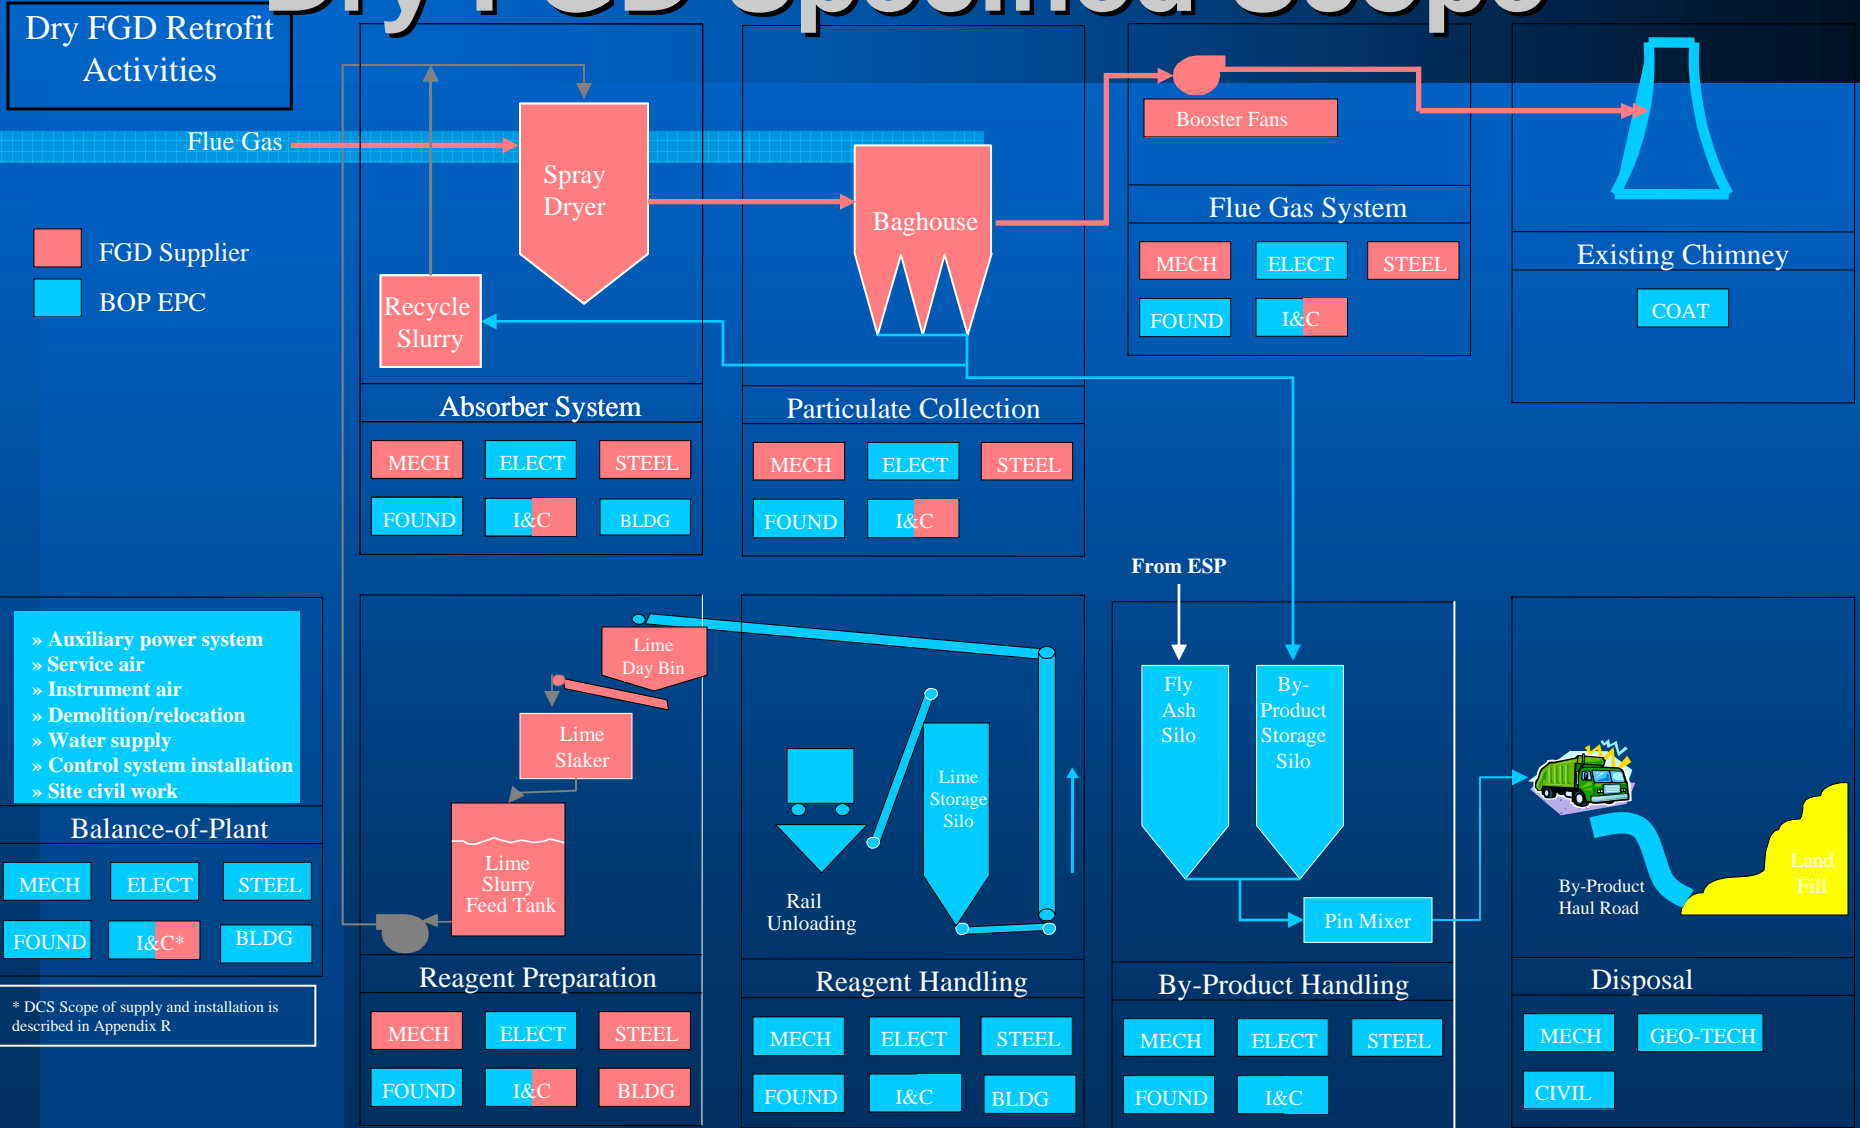 Dry FGD Specified Scope
Dry FGD Retrofit
Activities
Flue Gas
FGD Supplier
BOP EPC
Spray
Dryer
Recycle
Slurry
Absorber System
MECH
ELECT
STEEL
FOUND
I&C
BLDG
Baghouse
Particulate Collection
MECH
ELECT
STEEL
FOUND
I&C
Booster Fans
Flue Gas System
MECH
ELECT
STEEL
FOUND
I&C
Existing Chimney
COAT
» Auxiliary power system
» Service air
» Instrument air
» Demolition/relocation
» Water supply
» Control system installation
» Site civil work
Balance-of-Plant
MECH
ELECT
STEEL
FOUND
I&C*
BLDG
* DCS Scope of supply and installation is
described in Appendix R
Lime
Day Bin
Lime
Slaker
Lime
Slurry
Feed Tank
Reagent Preparation
MECH
ELECT
STEEL
FOUND
I&C
BLDG
Lime
Storage
Silo
Rail
Unloading
Reagent Handling
MECH
ELECT
STEEL
FOUND
I&C
BLDG
From ESP
Fly
Ash
Silo
By-
Product
Storage
Silo
Pin Mixer
By-Product Handling
MECH
ELECT
STEEL
FOUND
I&C
Land
Fill
By-Product
Haul Road
Disposal
MECH
GEO-TECH
CIVIL